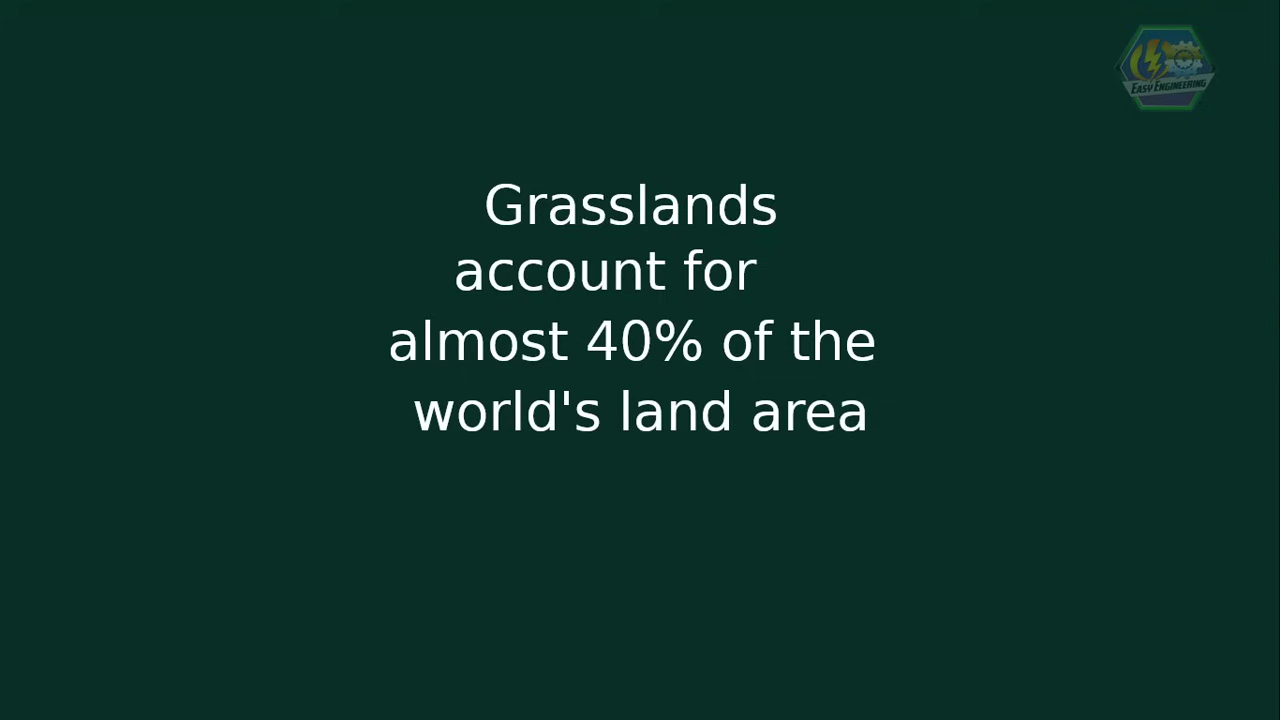 EASY ENGINEERING
Grasslands
account for
almost 40% of the
world's land area